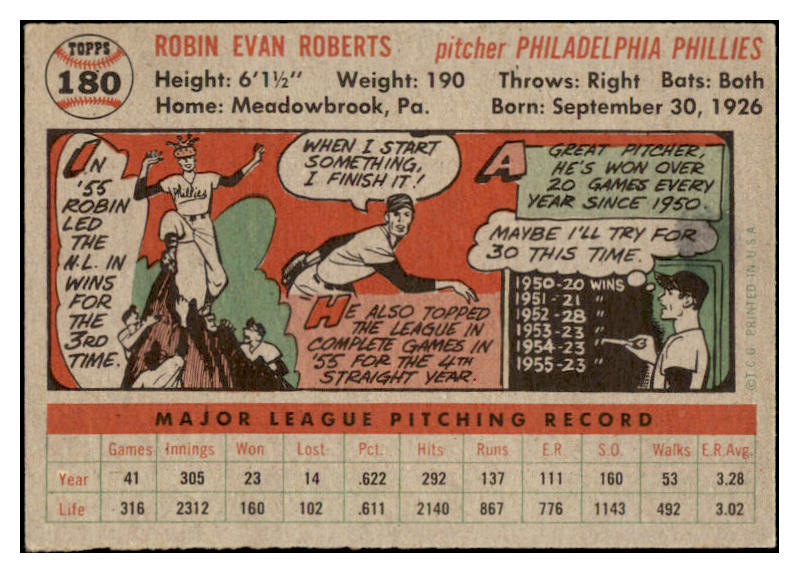 TOPPS
180
ROBIN EVAN ROBERTS pitcher PHILADELPHIA PHILLIES
Height: 6'1½" Weight: 190 Throws: Right Bats: Both
Home: Meadowbrook, Pa. Born: September 30, 1926
IN
'55
ROBIN
LED
THE
N.L. IN
WINS
FOR
THE
3RD
TIME.
Phillies
WHEN I START
SOMETHING,
I FINISH IT!
HE ALSO TOPPED
THE LEAGUE IN
COMPLETE GAMES IN
'55 FOR THE 4TH
STRAIGHT YEAR.
A GREAT PITCHER,
HE'S WON OVER
20 GAMES EVERY
YEAR SINCE 1950.
MAYBE I'LL TRY FOR
30 THIS TIME.
1950-20 WINS
1951-21 "
1952-28 "
1953-23 "
1954-23 "
1955-23 "
© T.C.G. PRINTED IN U.S.A.
MAJOR LEAGUE PITCHING RECORD
Games Innings Won Lost Pct. Hits Runs E.R. S.O. Walks E.R.Avg.
Year 41 305 23 14 .622 292 137 111 160 53 3.28
Life 316 2312 160 102 .611 2140 867 776 1143 492 3.02